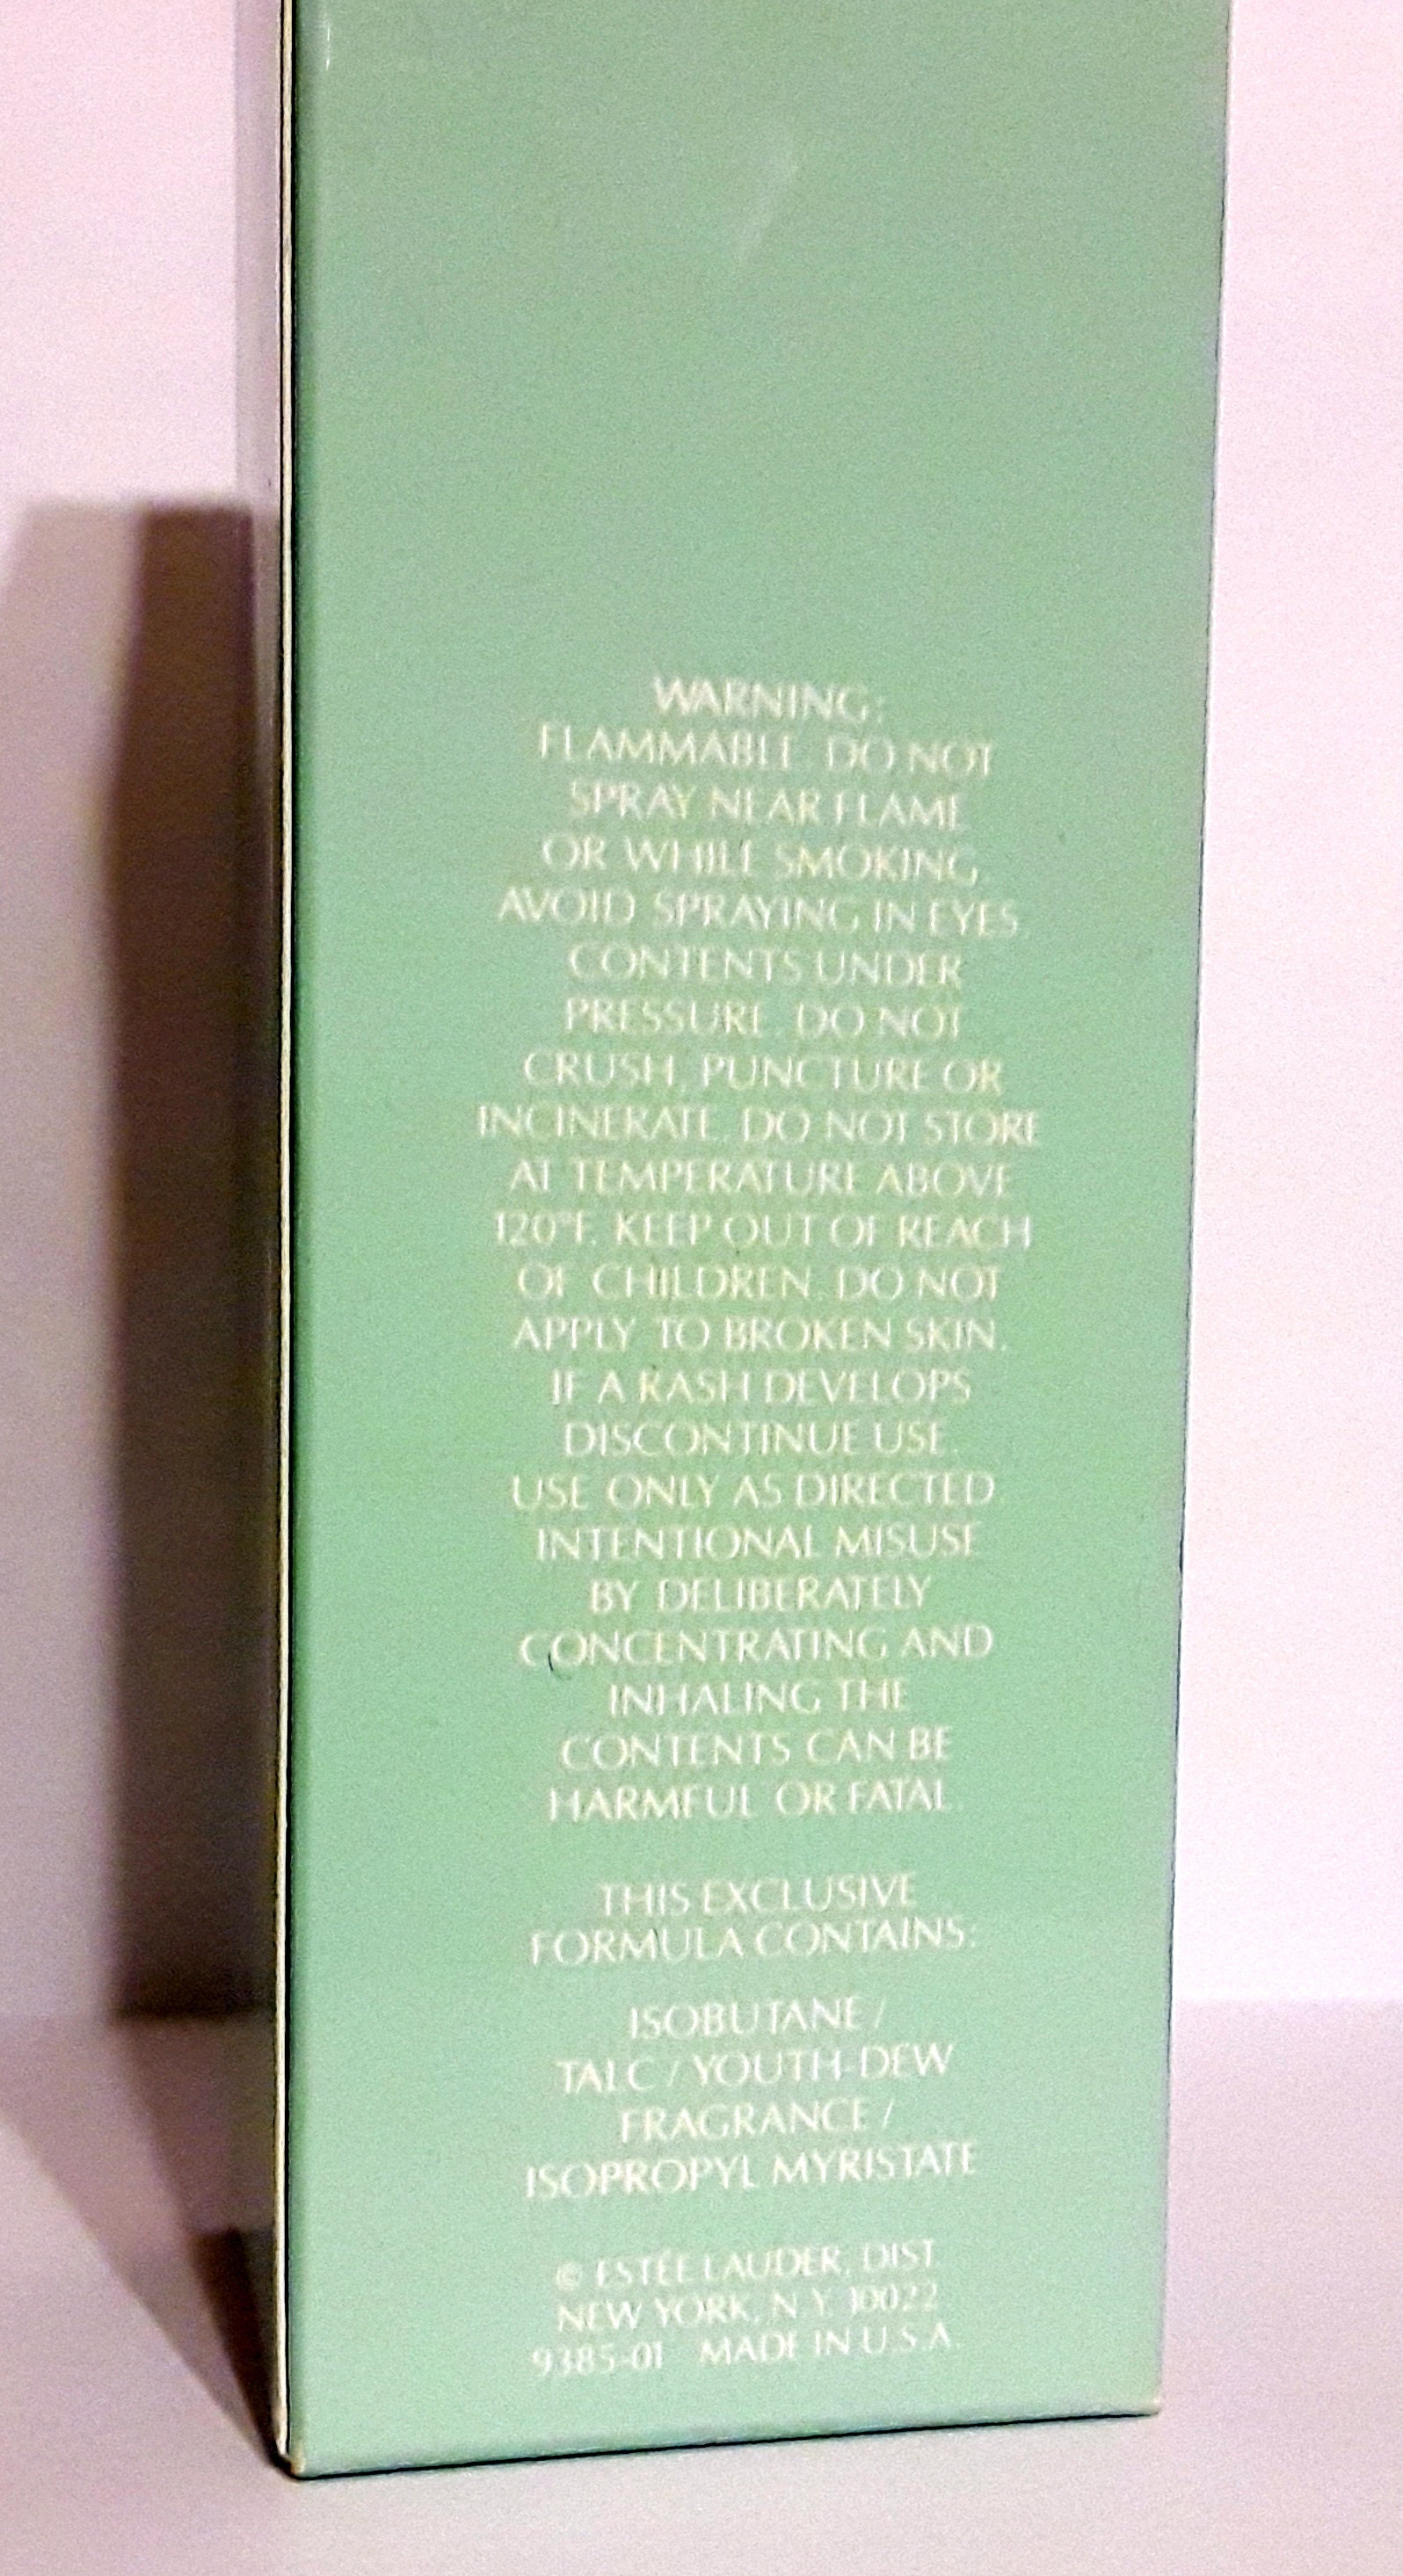 WARNING:
FLAMMABLE. DO NOT
SPRAY NEAR FLAME
OR WHILE SMOKING.
AVOID SPRAYING IN EYES.
CONTENTS UNDER
PRESSURE. DO NOT
CRUSH, PUNCTURE OR
INCINERATE. DO NOT STORE
AT TEMPERATURE ABOVE
120°F. KEEP OUT OF REACH
OF CHILDREN. DO NOT
APPLY TO BROKEN SKIN.
IF A RASH DEVELOPS
DISCONTINUE USE.
USE ONLY AS DIRECTED.
INTENTIONAL MISUSE
BY DELIBERATELY
CONCENTRATING AND
INHALING THE
CONTENTS CAN BE
HARMFUL OR FATAL.
THIS EXCLUSIVE
FORMULA CONTAINS:
ISOBUTANE /
TALC / YOUTH-DEW
FRAGRANCE /
ISOPROPYL MYRISTATE
© ESTÉE LAUDER, DIST.
NEW YORK, N.Y. 10022
9385-01 MADE IN U.S.A.